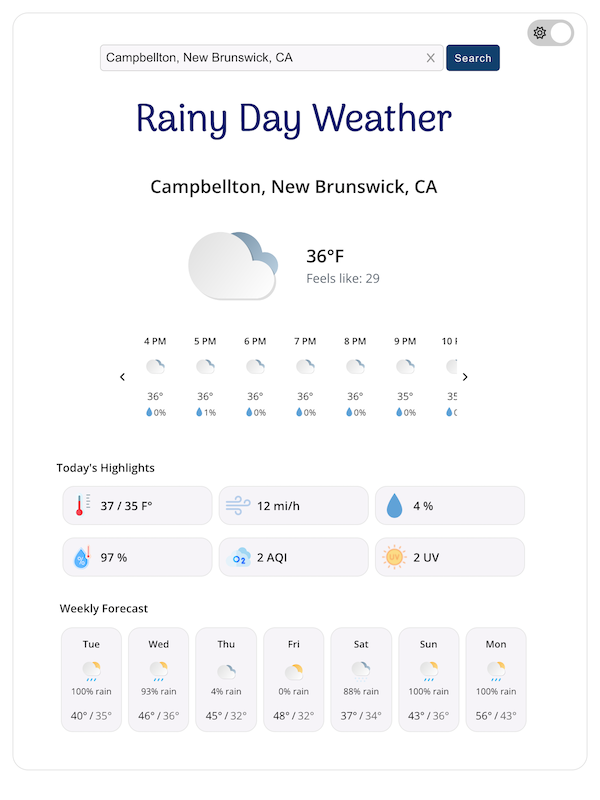 Campbellton, New Brunswick, CA
Search
Rainy Day Weather
Campbellton, New Brunswick, CA
36°F
Feels like: 29
4 PM 5 PM 6 PM 7 PM 8 PM 9 PM 10
36° 36° 36° 36° 36° 35° 35
0% 1% 0% 0% 0% 0%
Today's Highlights
37 / 35 F° 12 mi/h 4 %
97 % 2 AQI 2 UV
Weekly Forecast
Tue Wed Thu Fri Sat Sun Mon
100% rain 93% rain 4% rain 0% rain 88% rain 100% rain 100% rain
40° / 35° 46° / 36° 45° / 32° 48° / 32° 37° / 34° 43° / 36° 56° / 43°